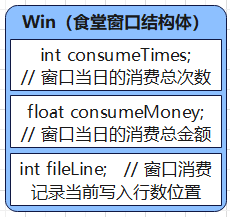 Win（食堂窗口结构体）
int consumeTimes;
// 窗口当日的消费总次数
float consumeMoney;
// 窗口当日的消费总金额
int fileLine; // 窗口消费
记录当前写入行数位置